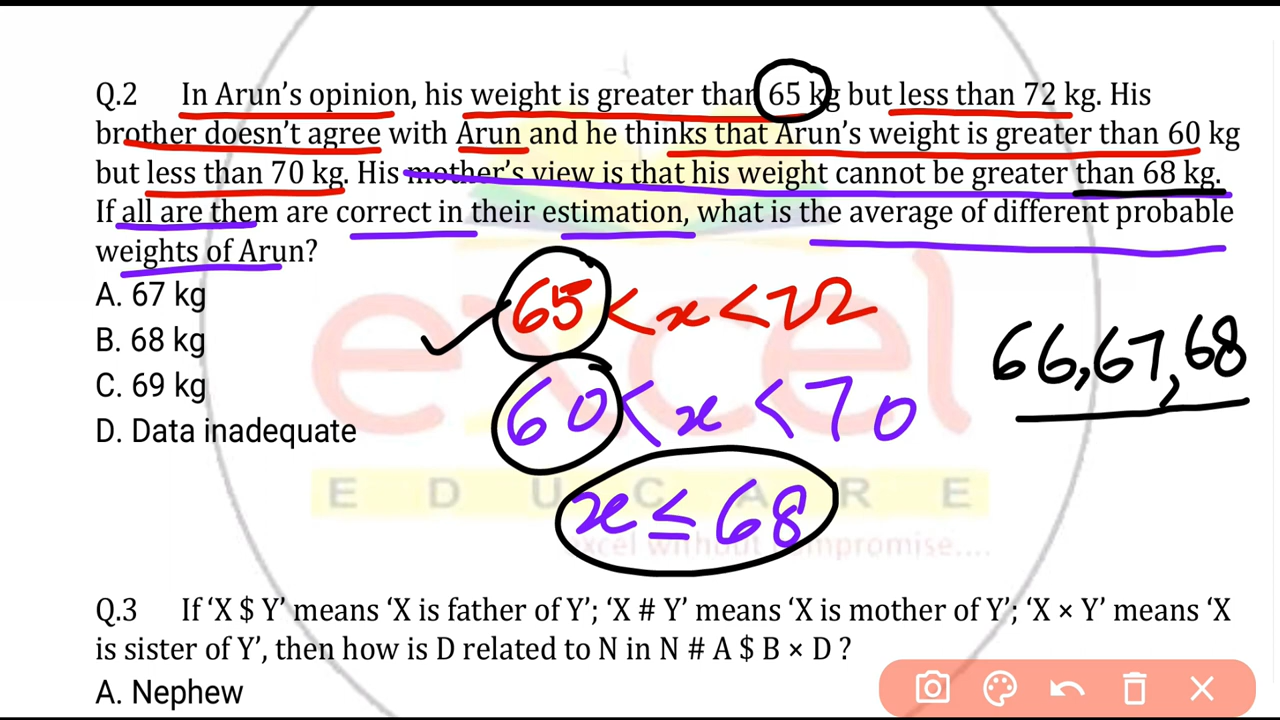 Q.2 In Arun's opinion, his weight is greater than 65 kg but less than 72 kg. His
brother doesn't agree with Arun and he thinks that Arun's weight is greater than 60 kg
but less than 70 kg. His mother's view is that his weight cannot be greater than 68 kg.
If all are them are correct in their estimation, what is the average of different probable
weights of Arun?
A. 67 kg
B. 68 kg
C. 69 kg
D. Data inadequate
65 < x < 72
60 < x < 70
x ≤ 68
66, 67, 68
excel
EDUCARE
excel without compromise....
Q.3 If 'X $ Y' means 'X is father of Y'; 'X # Y' means 'X is mother of Y'; 'X × Y' means 'X
is sister of Y', then how is D related to N in N # A $ B × D ?
A. Nephew